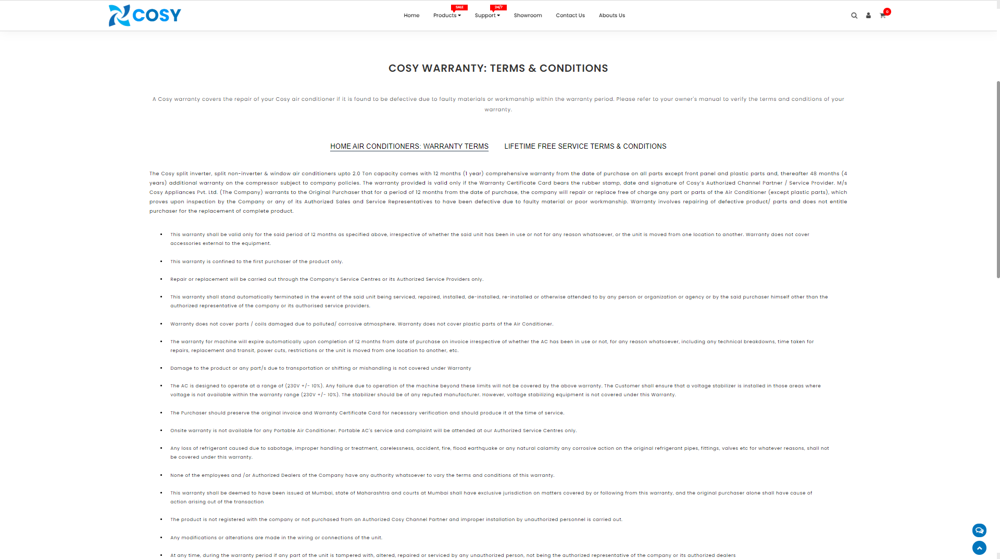 COSY
Home
Products
SALE
Support
24/7
Showroom
Contact Us
Abouts Us
0
COSY WARRANTY: TERMS & CONDITIONS
A Cosy warranty covers the repair of your Cosy air conditioner if it is found to be defective due to faulty materials or workmanship within the warranty period. Please refer to your owner's manual to verify the terms and conditions of your
warranty.
HOME AIR CONDITIONERS: WARRANTY TERMS
LIFETIME FREE SERVICE TERMS & CONDITIONS
The Cosy split inverter, split non-inverter & window air conditioners upto 2.0 Ton capacity comes with 12 months (1 year) comprehensive warranty from the date of purchase on all parts except front panel and plastic parts and, thereafter 48 months (4
years) additional warranty on the compressor subject to company policies. The warranty provided is valid only if the Warranty Certificate Card bears the rubber stamp, date and signature of Cosy's Authorized Channel Partner / Service Provider. M/s
Cosy Appliances Pvt. Ltd. (The Company) warrants to the Original Purchaser that for a period of 12 months from the date of purchase, the company will repair or replace free of charge any part or parts of the Air Conditioner (except plastic parts), which
proves upon inspection by the Company or any of its Authorized Sales and Service Representatives to have been defective due to faulty material or poor workmanship. Warranty involves repairing of defective product/ parts and does not entitle
purchaser for the replacement of complete product.
• This warranty shall be valid only for the said period of 12 months as specified above, irrespective of whether the said unit has been in use or not for any reason whatsoever, or the unit is moved from one location to another. Warranty does not cover
accessories external to the equipment.
• This warranty is confined to the first purchaser of the product only.
• Repair or replacement will be carried out through the Company's Service Centres or its Authorized Service Providers only.
• This warranty shall stand automatically terminated in the event of the said unit being serviced, repaired, installed, de-installed, re-installed or otherwise attended to by any person or organization or agency or by the said purchaser himself other than the
authorized representative of the company or its authorised service providers.
• Warranty does not cover parts / coils damaged due to polluted/ corrosive atmosphere. Warranty does not cover plastic parts of the Air Conditioner.
• The warranty for machine will expire automatically upon completion of 12 months from date of purchase on invoice irrespective of whether the AC has been in use or not, for any reason whatsoever, including any technical breakdowns, time taken for
repairs, replacement and transit, power cuts, restrictions or the unit is moved from one location to another, etc.
• Damage to the product or any part/s due to transportation or shifting or mishandling is not covered under Warranty
• The AC is designed to operate at a range of (230V +/- 10%). Any failure due to operation of the machine beyond these limits will not be covered by the above warranty. The Customer shall ensure that a voltage stabilizer is installed in those areas where
voltage is not available within the warranty range (230V +/- 10%). The stabilizer should be of any reputed manufacturer. However, voltage stabilizing equipment is not covered under this Warranty.
• The Purchaser should preserve the original invoice and Warranty Certificate Card for necessary verification and should produce it at the time of service.
• Onsite warranty is not available for any Portable Air Conditioner. Portable AC's service and complaint will be attended at our Authorized Service Centres only.
• Any loss of refrigerant caused due to sabotage, improper handling or treatment, carelessness, accident, fire, flood earthquake or any natural calamity any corrosive action on the original refrigerant pipes, fittings, valves etc for whatever reasons, shall not
be covered under this warranty.
• None of the employees and /or Authorized Dealers of the Company have any authority whatsoever to vary the terms and conditions of this warranty.
• This warranty shall be deemed to have been issued at Mumbai, state of Maharashtra and courts at Mumbai shall have exclusive jurisdiction on matters covered by or following from this warranty, and the original purchaser alone shall have cause of
action arising out of the transaction
• The product is not registered with the company or not purchased from an Authorized Cosy Channel Partner and improper installation by unauthorized personnel is carried out.
• Any modifications or alterations are made in the wiring or connections of the unit.
• At any time, during the warranty period if any part of the unit is tampered with, altered, repaired or serviced by any unauthorized person, not being the authorized representative of the company or its authorized dealers